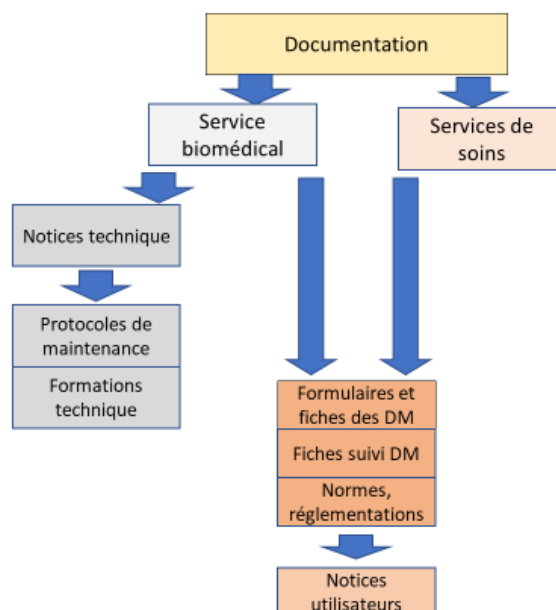 Documentation
Service
biomédical
Services de
soins
Notices technique
Protocoles de
maintenance
Formations
technique
Formulaires et
fiches des DM
Fiches suivi DM
Normes,
réglementations
Notices
utilisateurs